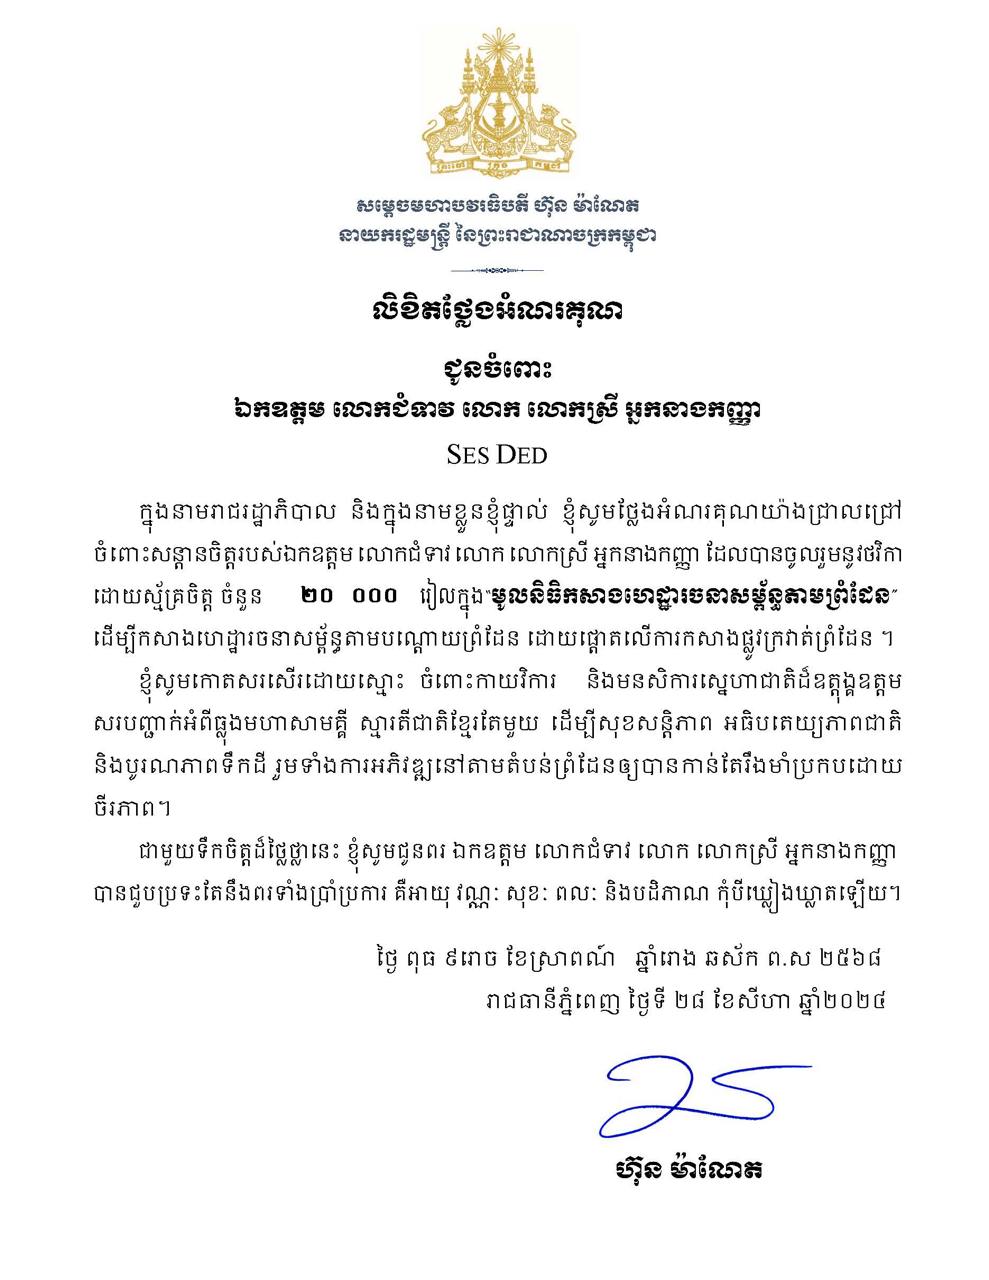 សម្តេចមហាបវរធិបតី ហ៊ុន ម៉ាណែត
នាយករដ្ឋមន្ត្រី នៃព្រះរាជាណាចក្រកម្ពុជា
លិខិតថ្លែងអំណរគុណ
ជូនចំពោះ
ឯកឧត្តម លោកជំទាវ លោក លោកស្រី អ្នកនាងកញ្ញា
SES DED
ក្នុងនាមរាជរដ្ឋាភិបាល និងក្នុងនាមខ្លួនខ្ញុំផ្ទាល់ ខ្ញុំសូមថ្លែងអំណរគុណយ៉ាងជ្រាលជ្រៅ
ចំពោះសន្តានចិត្តរបស់ឯកឧត្តម លោកជំទាវ លោក លោកស្រី អ្នកនាងកញ្ញា ដែលបានចូលរួមនូវថវិកា
ដោយស្ម័គ្រចិត្ត ចំនួន ២០ ០០០ រៀលក្នុង“មូលនិធិកសាងហេដ្ឋារចនាសម្ព័ន្ធតាមព្រំដែន”
ដើម្បីកសាងហេដ្ឋារចនាសម្ព័ន្ធតាមបណ្តោយព្រំដែន ដោយផ្តោតលើការកសាងផ្លូវក្រវាត់ព្រំដែន ។
ខ្ញុំសូមកោតសរសើរដោយស្មោះ ចំពោះកាយវិការ និងមនសិការស្នេហាជាតិដ៏ឧត្តុង្គឧត្តម
សរបញ្ជាក់អំពីធ្លុងមហាសាមគ្គី ស្មារតីជាតិខ្មែរតែមួយ ដើម្បីសុខសន្តិភាព អធិបតេយ្យភាពជាតិ
និងបូរណភាពទឹកដី រួមទាំងការអភិវឌ្ឍនៅតាមតំបន់ព្រំដែនឲ្យបានកាន់តែរឹងមាំប្រកបដោយ
ចីរភាព។
ជាមួយទឹកចិត្តដ៏ថ្លៃថ្លានេះ ខ្ញុំសូមជូនពរ ឯកឧត្តម លោកជំទាវ លោក លោកស្រី អ្នកនាងកញ្ញា
បានជួបប្រទះតែនឹងពរទាំងប្រាំប្រការ គឺអាយុ វណ្ណៈ សុខៈ ពលៈ និងបដិភាណ កុំបីឃ្លៀងឃ្លាតឡើយ។
ថ្ងៃ ពុធ ៩រោច ខែស្រាពណ៍ ឆ្នាំរោង ឆស័ក ព.ស ២៥៦៨
រាជធានីភ្នំពេញ ថ្ងៃទី ២៨ ខែសីហា ឆ្នាំ២០២៤
ហ៊ុន ម៉ាណែត